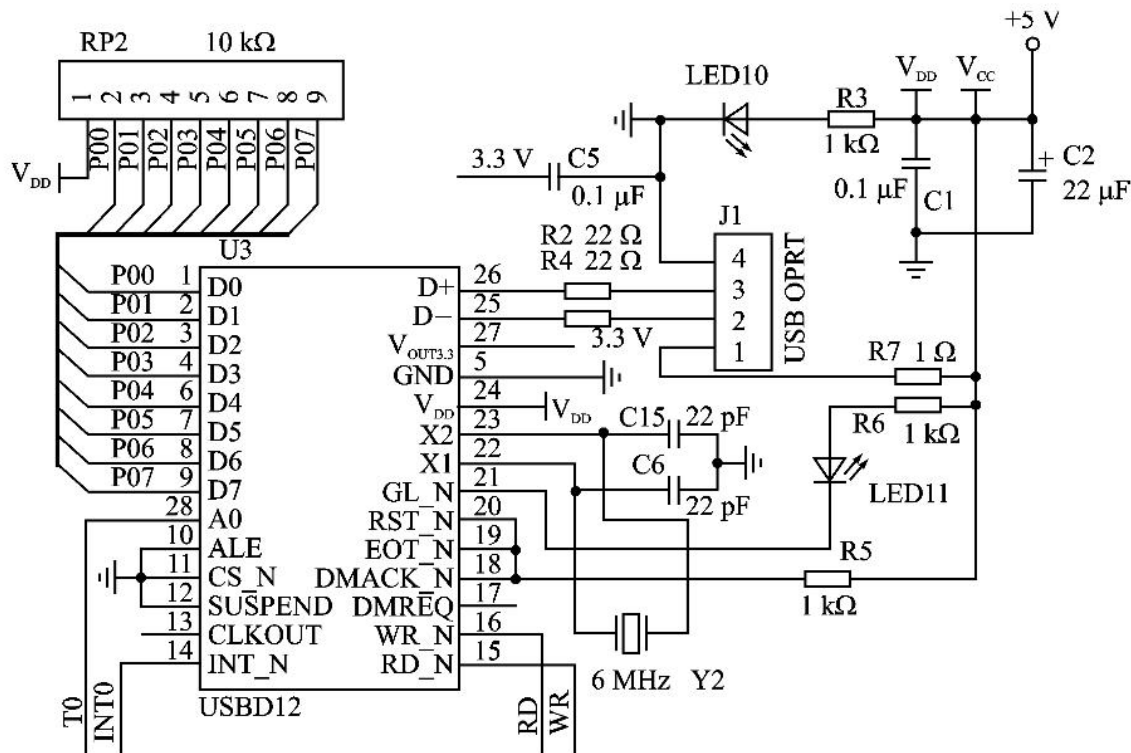 +5 V
RP2 10 kΩ
1 2 3 4 5 6 7 8 9
P00 P01 P02 P03 P04 P05 P06 P07
VDD
LED10
R3
1 kΩ
VDD
VCC
3.3 V
C5
0.1 μF
0.1 μF
C1
+ C2
22 μF
J1
R2 22 Ω
R4 22 Ω
4
3
2
1
USB OPRT
3.3 V
U3
P00 1 D0
P01 2 D1
P02 3 D2
P03 4 D3
P04 6 D4
P05 7 D5
P06 8 D6
P07 9 D7
28 A0
10 ALE
11 CS_N
12 SUSPEND
13 CLKOUT
14 INT_N
D+ 26
D− 25
VOUT3.3 27
GND 5
VDD 24
X2 23
X1 22
GL_N 21
RST_N 20
EOT_N 19
DMACK_N 18
DMREQ 17
WR_N 16
RD_N 15
USBD12
VDD
C15 22 pF
C6
22 pF
R7 1 Ω
R6
1 kΩ
LED11
R5
1 kΩ
6 MHz Y2
T0
INT0
RD
WR